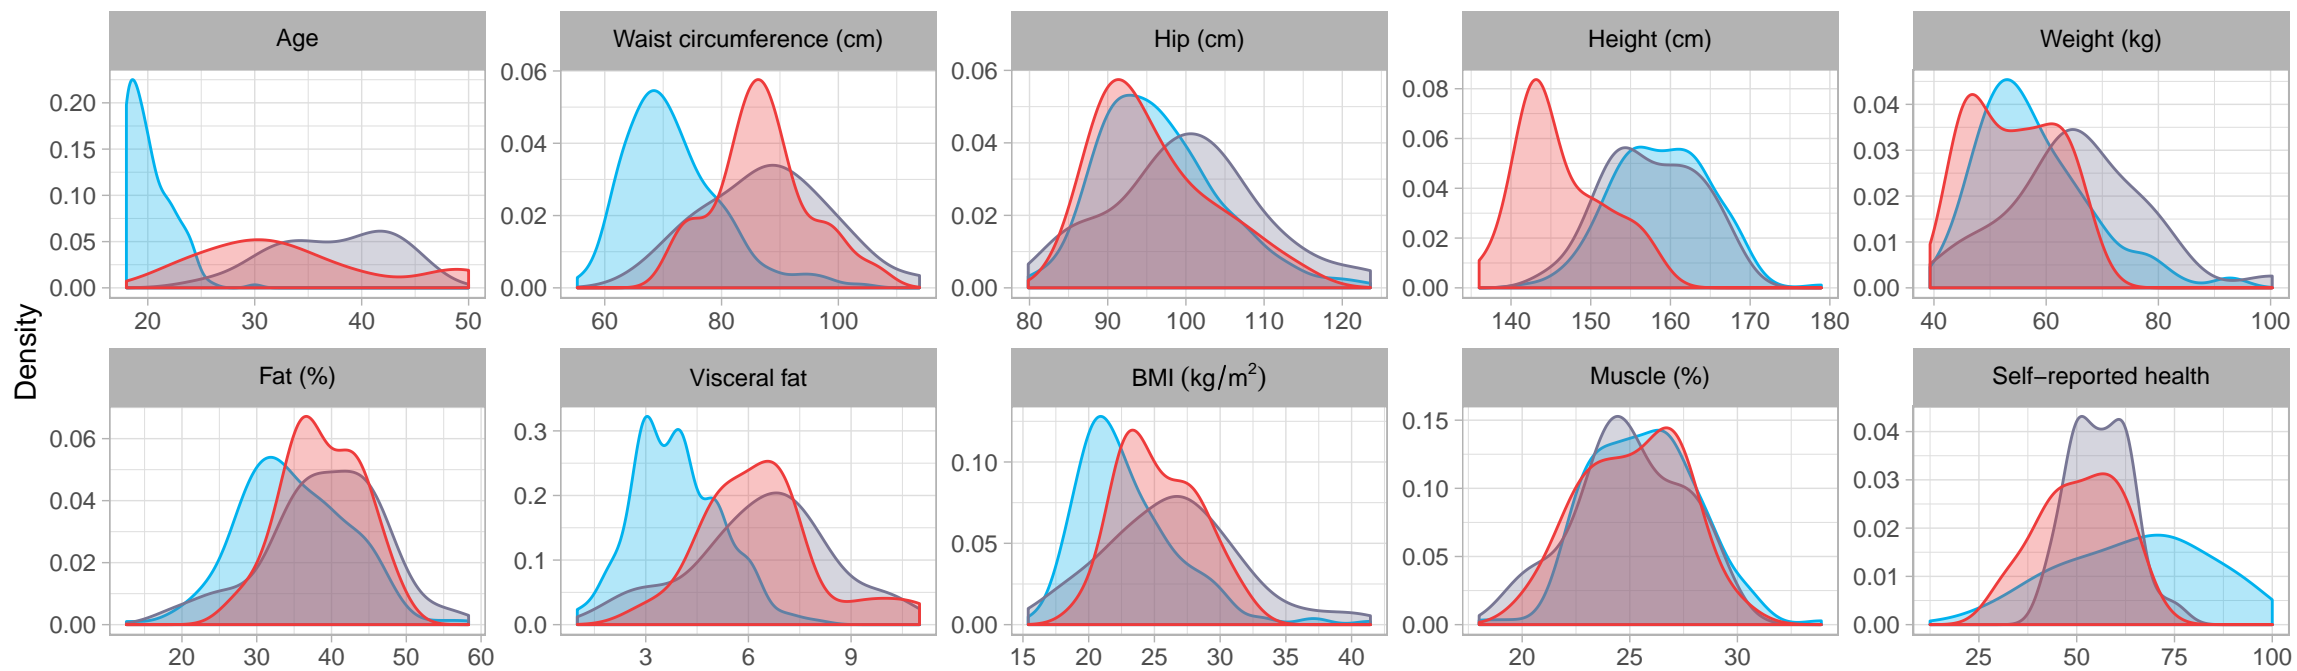 Age
Waist circumference (cm)
Hip (cm)
Height (cm)
Weight (kg)
0.20
0.15
0.10
0.05
0.00
20 30 40 50
0.06
0.04
0.02
0.00
60 80 100
0.06
0.04
0.02
0.00
80 90 100 110 120
0.08
0.06
0.04
0.02
0.00
140 150 160 170 180
0.04
0.03
0.02
0.01
0.00
40 60 80 100
Density
Fat (%)
Visceral fat
BMI (kg/m²)
Muscle (%)
Self−reported health
0.06
0.04
0.02
0.00
20 30 40 50 60
0.3
0.2
0.1
0.0
3 6 9
0.10
0.05
0.00
15 20 25 30 35 40
0.15
0.10
0.05
0.00
20 25 30
0.04
0.03
0.02
0.01
0.00
25 50 75 100